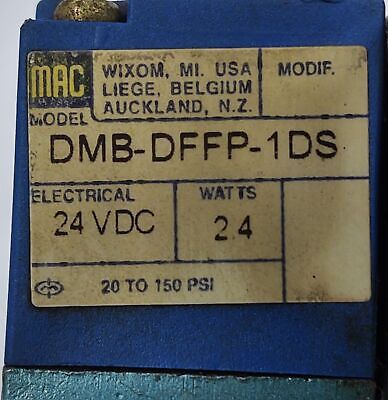 MAC
WIXOM, MI. USA
LIEGE, BELGIUM
AUCKLAND, N.Z.
MODIF.
MODEL
DMB-DFFP-1DS
ELECTRICAL
WATTS
24 VDC
2.4
20 TO 150 PSI